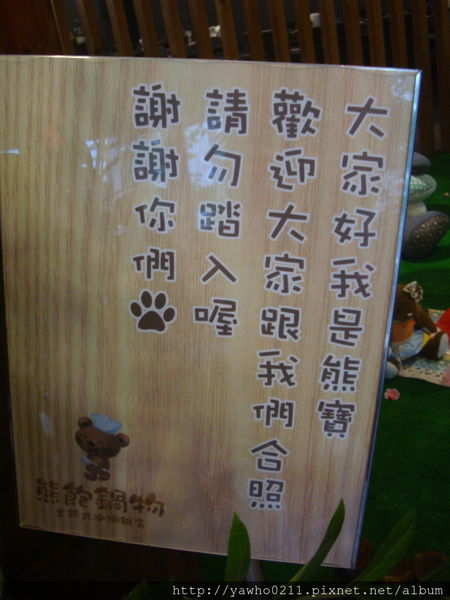 大家好我是熊寶
歡迎大家跟我們合照
請勿踏入喔
謝謝你們
熊飽鍋物
http://yawho0211.pixnet.net/album